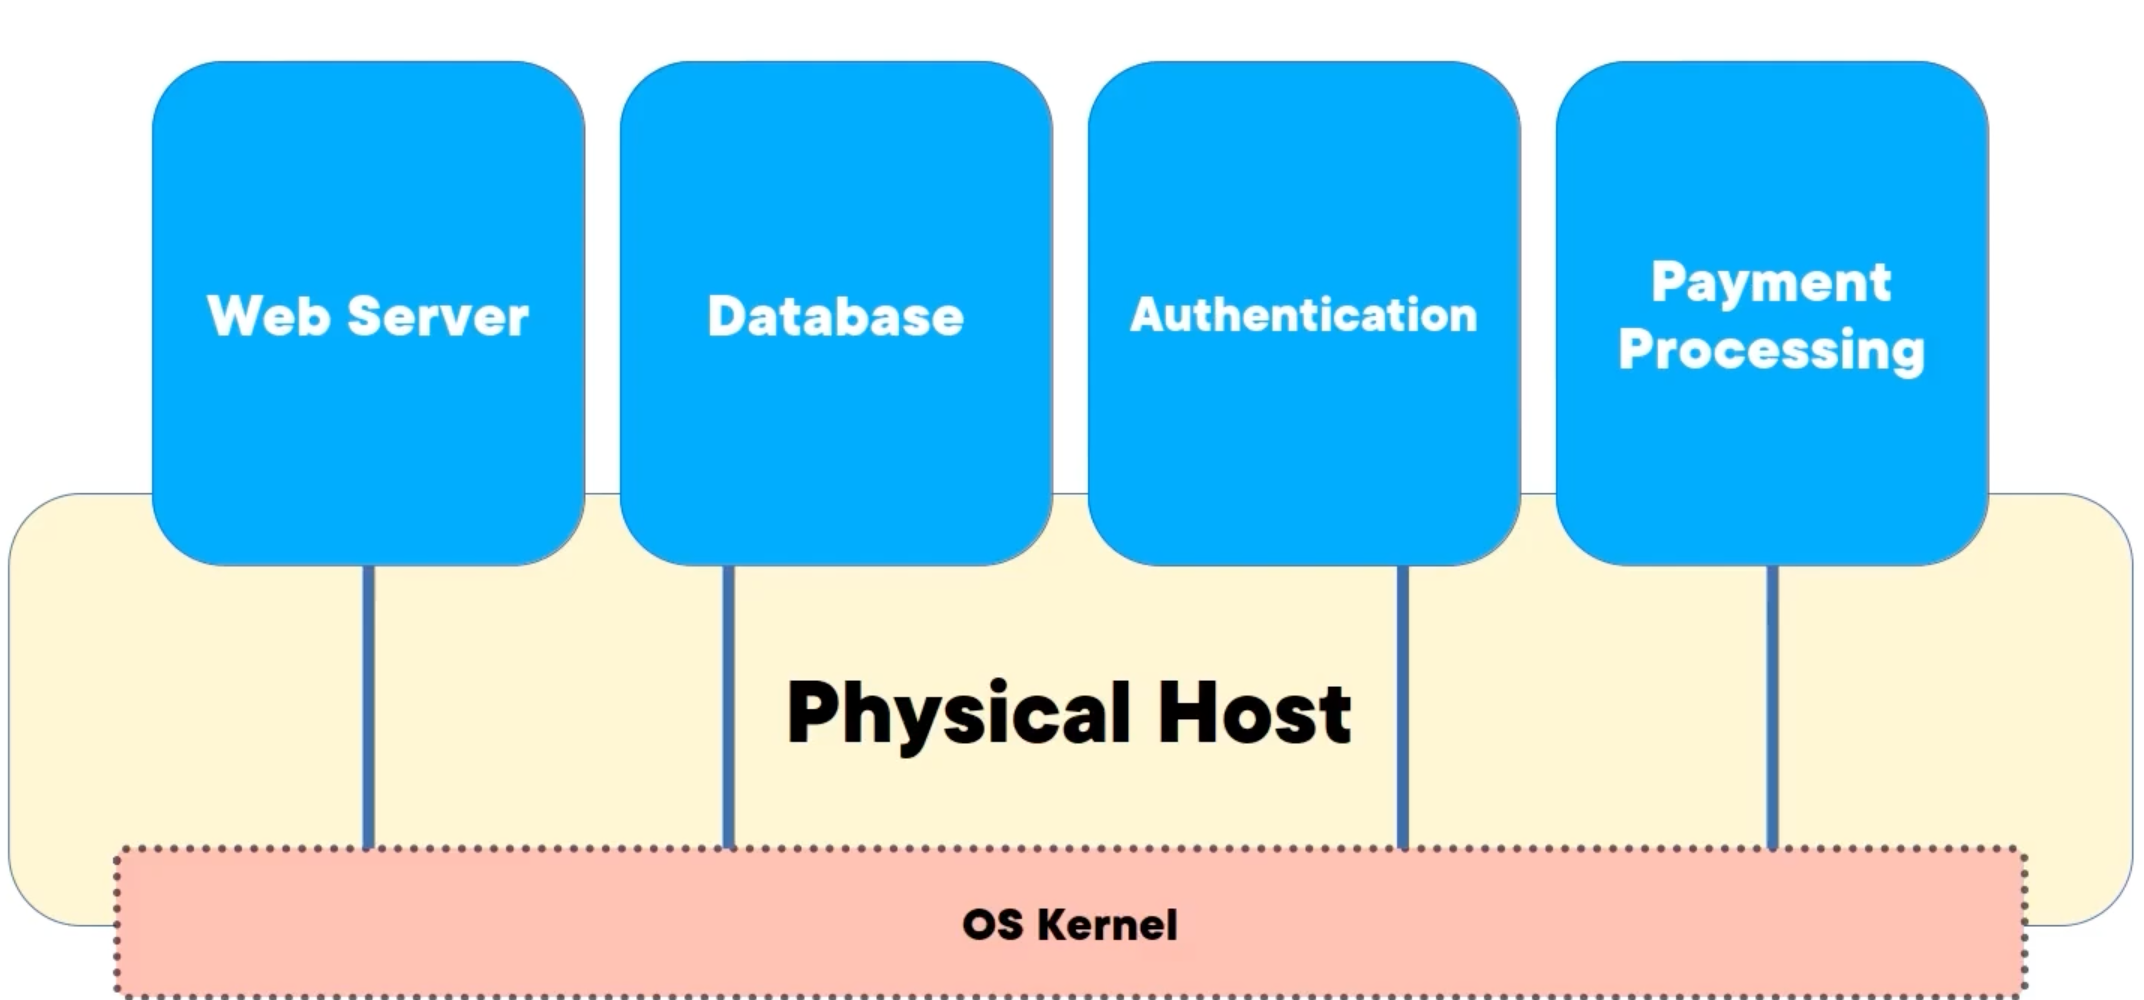 Web Server
Database
Authentication
Payment
Processing
Physical Host
OS Kernel